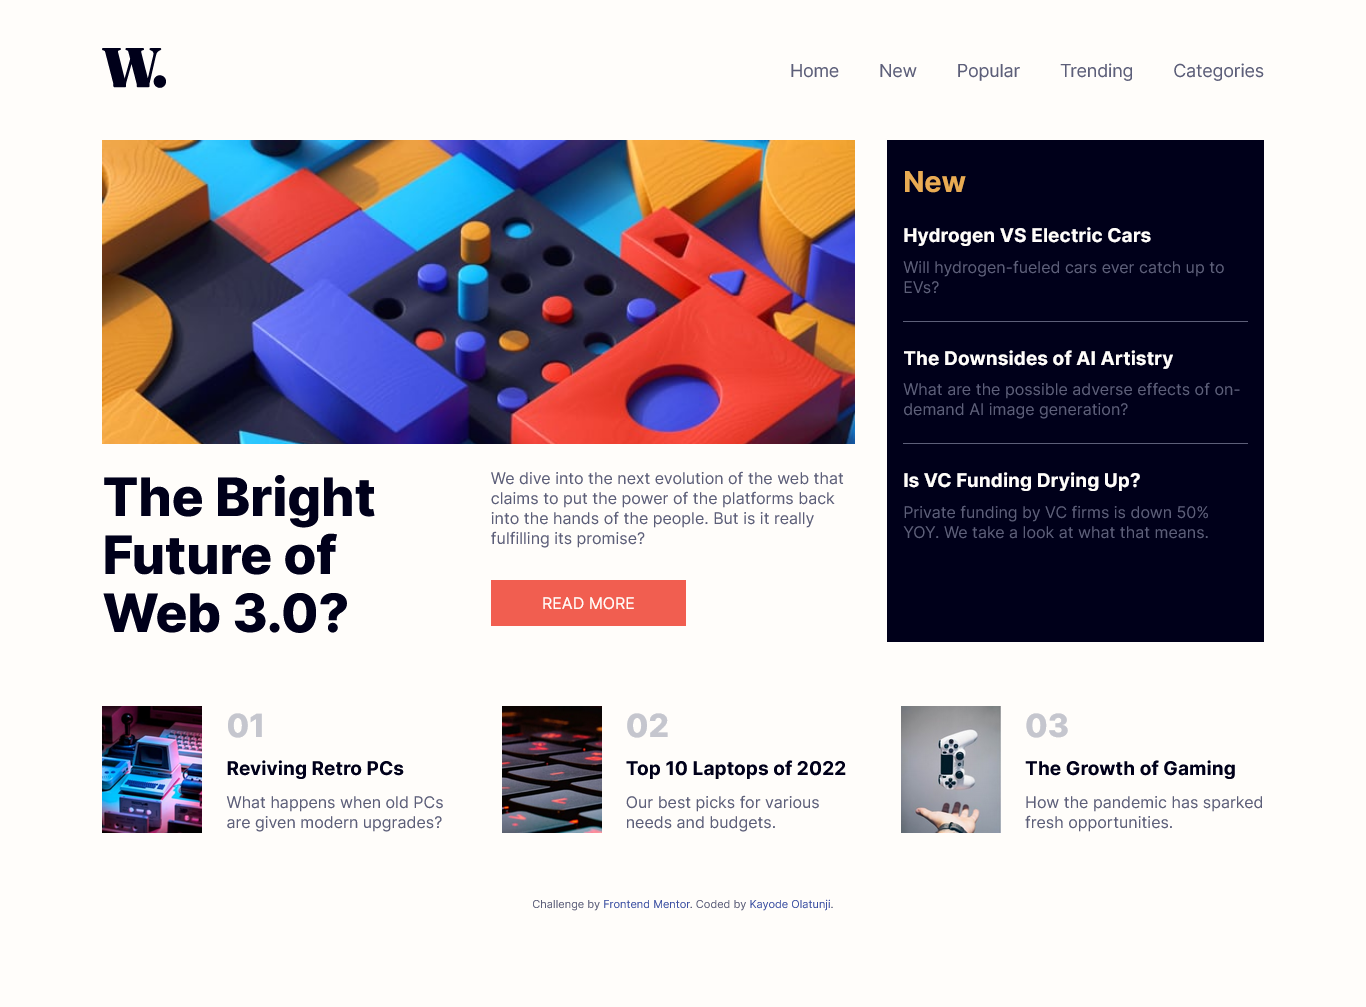 W.
Home New Popular Trending Categories
New
Hydrogen VS Electric Cars
Will hydrogen-fueled cars ever catch up to
EVs?
The Downsides of AI Artistry
What are the possible adverse effects of on-
demand AI image generation?
Is VC Funding Drying Up?
Private funding by VC firms is down 50%
YOY. We take a look at what that means.
The Bright
Future of
Web 3.0?
We dive into the next evolution of the web that
claims to put the power of the platforms back
into the hands of the people. But is it really
fulfilling its promise?
READ MORE
01
Reviving Retro PCs
What happens when old PCs
are given modern upgrades?
02
Top 10 Laptops of 2022
Our best picks for various
needs and budgets.
03
The Growth of Gaming
How the pandemic has sparked
fresh opportunities.
Challenge by Frontend Mentor. Coded by Kayode Olatunji.